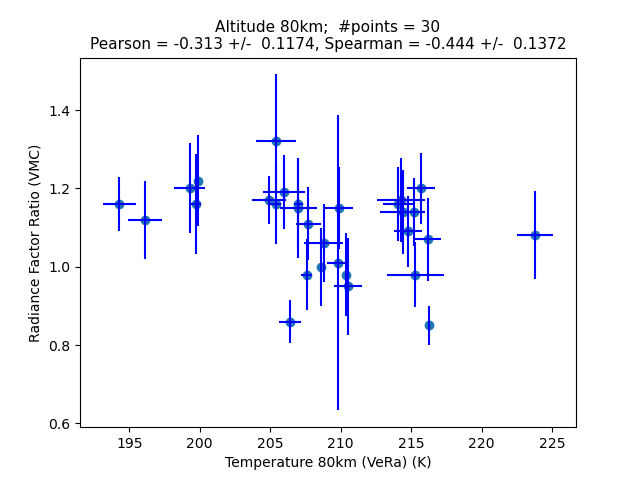 Altitude 80km;  #points = 30
Pearson = -0.313 +/-  0.1174, Spearman = -0.444 +/-  0.1372
1.4
1.2
1.0
0.8
0.6
Radiance Factor Ratio (VMC)
195 200 205 210 215 220 225
Temperature 80km (VeRa) (K)